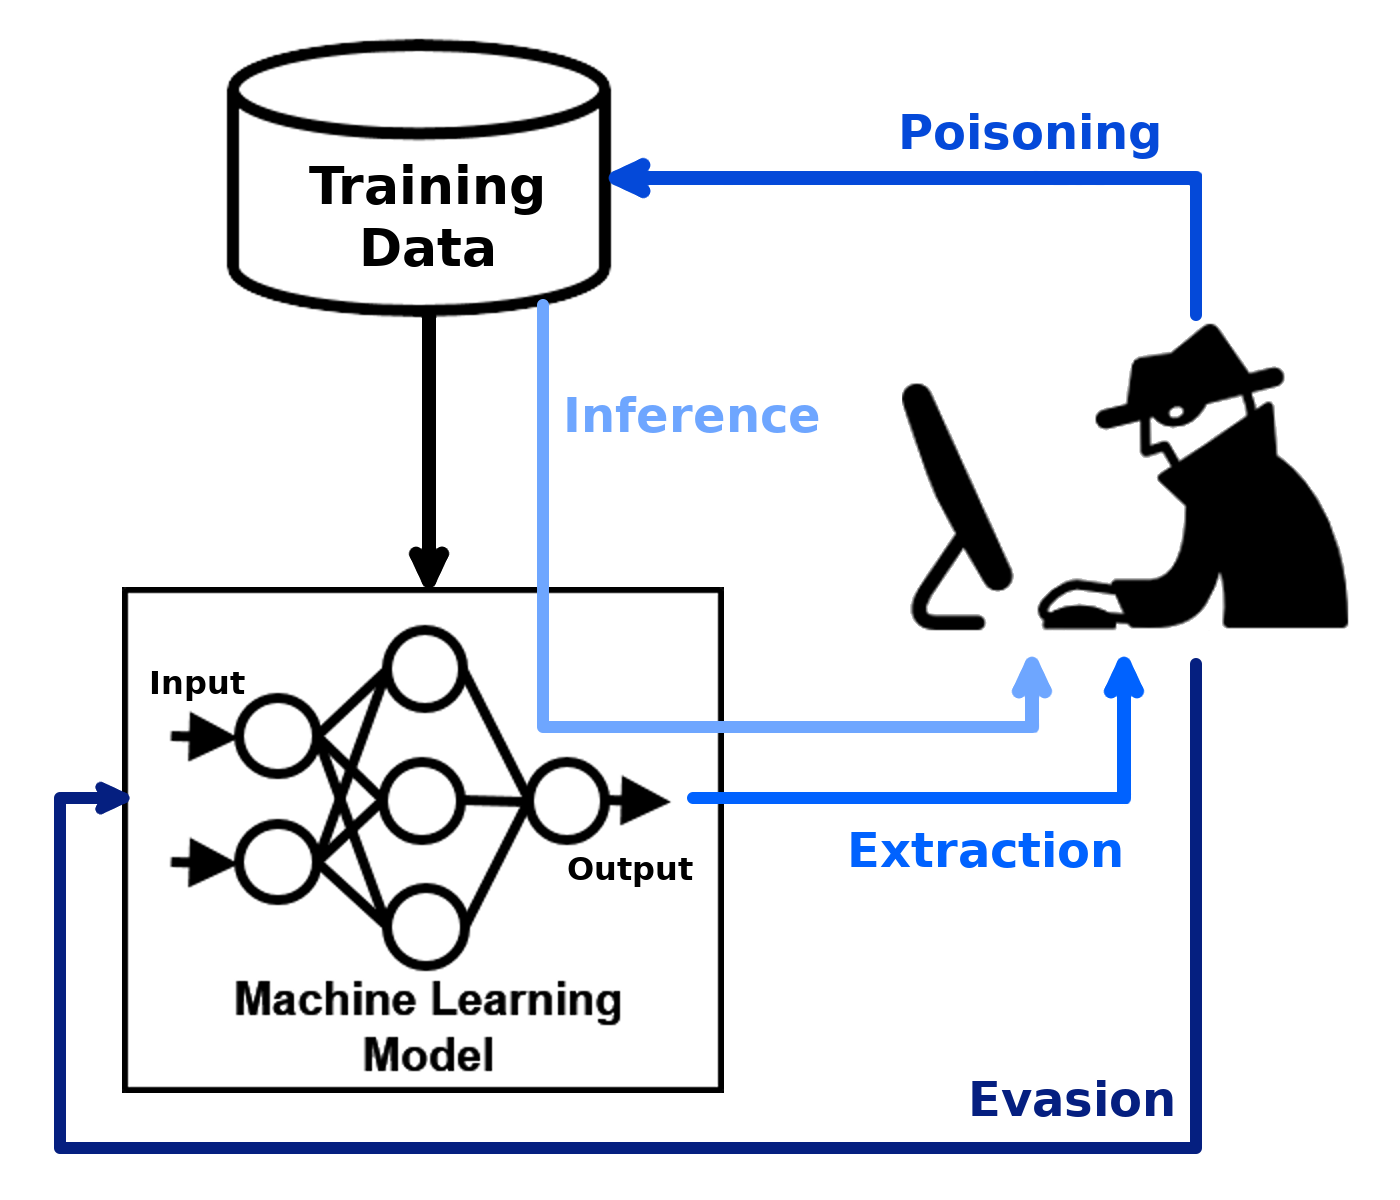 Poisoning
Training
Data
Inference
Input
Output
Extraction
Machine Learning
Model
Evasion